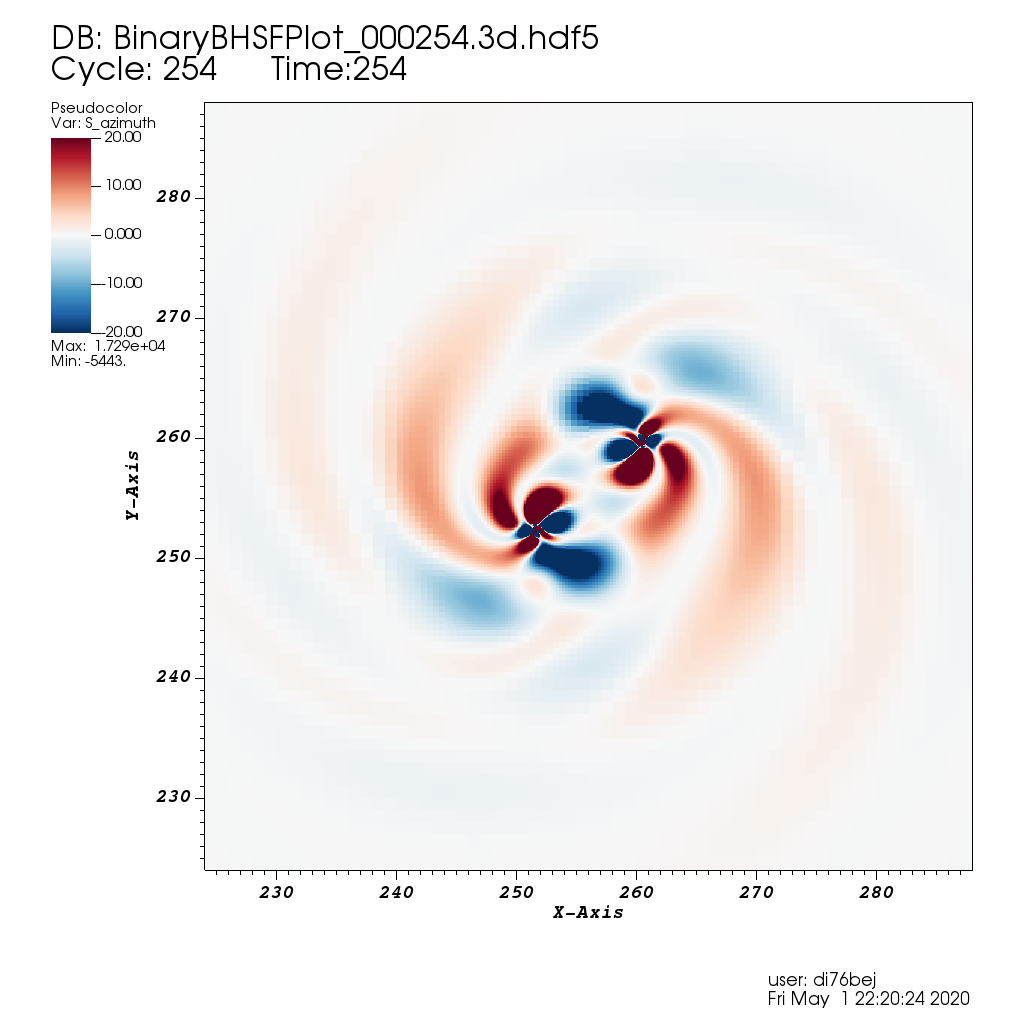 DB: BinaryBHSFPlot_000254.3d.hdf5
Cycle: 254 Time:254
Pseudocolor
Var: S_azimuth
20.00
10.00
0.000
-10.00
-20.00
Max: 1.729e+04
Min: -5443.
280
270
260
250
240
230
Y-Axis
230 240 250 260 270 280
X-Axis
user: di76bej
Fri May 1 22:20:24 2020